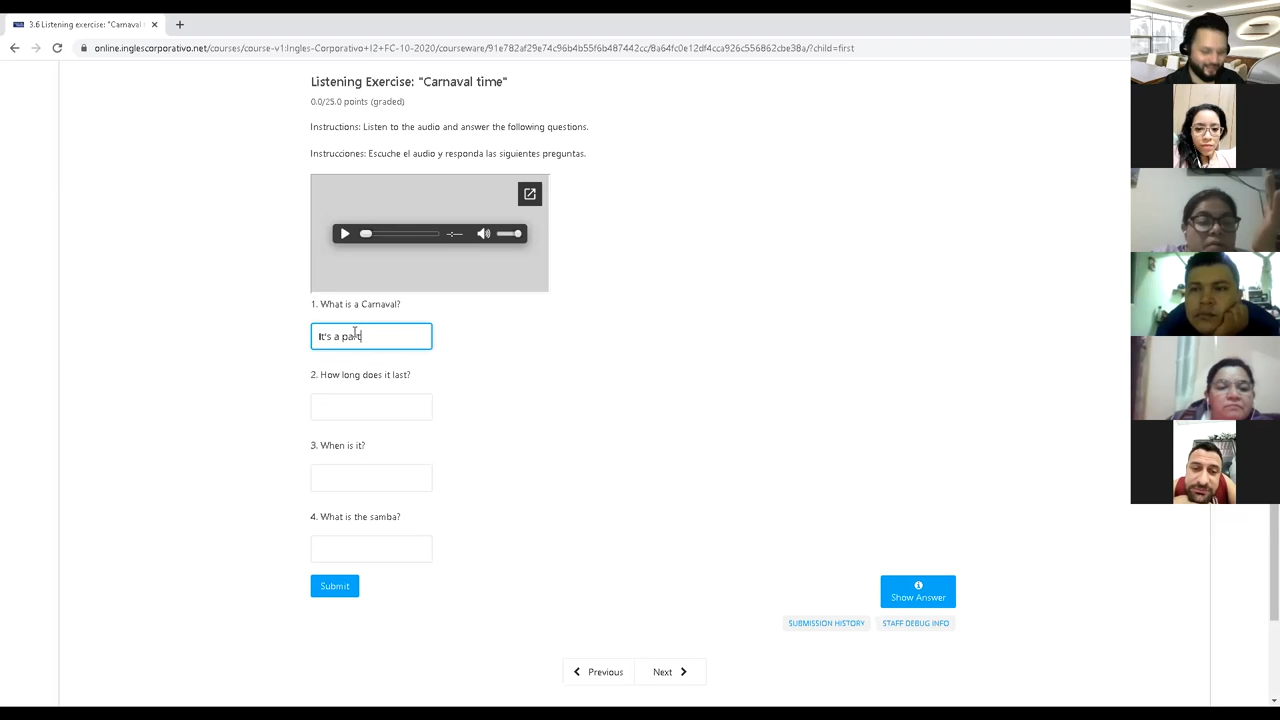 3.6 Listening exercise: "Carnaval
online.inglescorporativo.net/courses/course-v1:Ingles-Corporativo+I2+FC-10-2020/courseware/91e782af29e74c96b4b55f6b487442cc/8a64fc0e12df4cca926c556862cbe38a/?child=first
Listening Exercise: "Carnaval time"
0.0/25.0 points (graded)
Instructions: Listen to the audio and answer the following questions.
Instrucciones: Escuche el audio y responda las siguientes preguntas.
1. What is a Carnaval?
It's a part
2. How long does it last?
3. When is it?
4. What is the samba?
Submit
Show Answer
SUBMISSION HISTORY
STAFF DEBUG INFO
Previous
Next